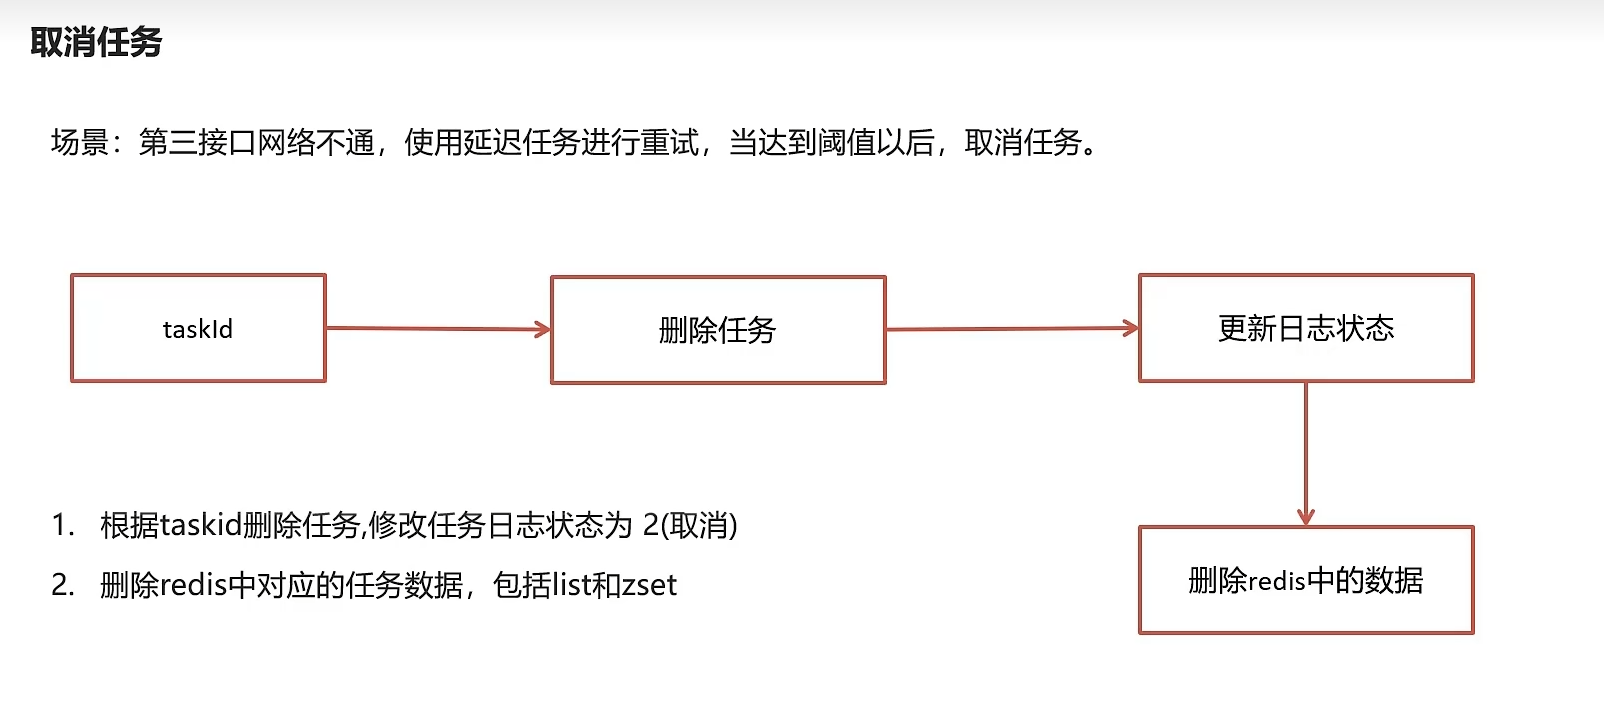 取消任务
场景：第三接口网络不通，使用延迟任务进行重试，当达到阈值以后，取消任务。
taskId
删除任务
更新日志状态
1. 根据taskid删除任务,修改任务日志状态为 2(取消)
2. 删除redis中对应的任务数据，包括list和zset
删除redis中的数据